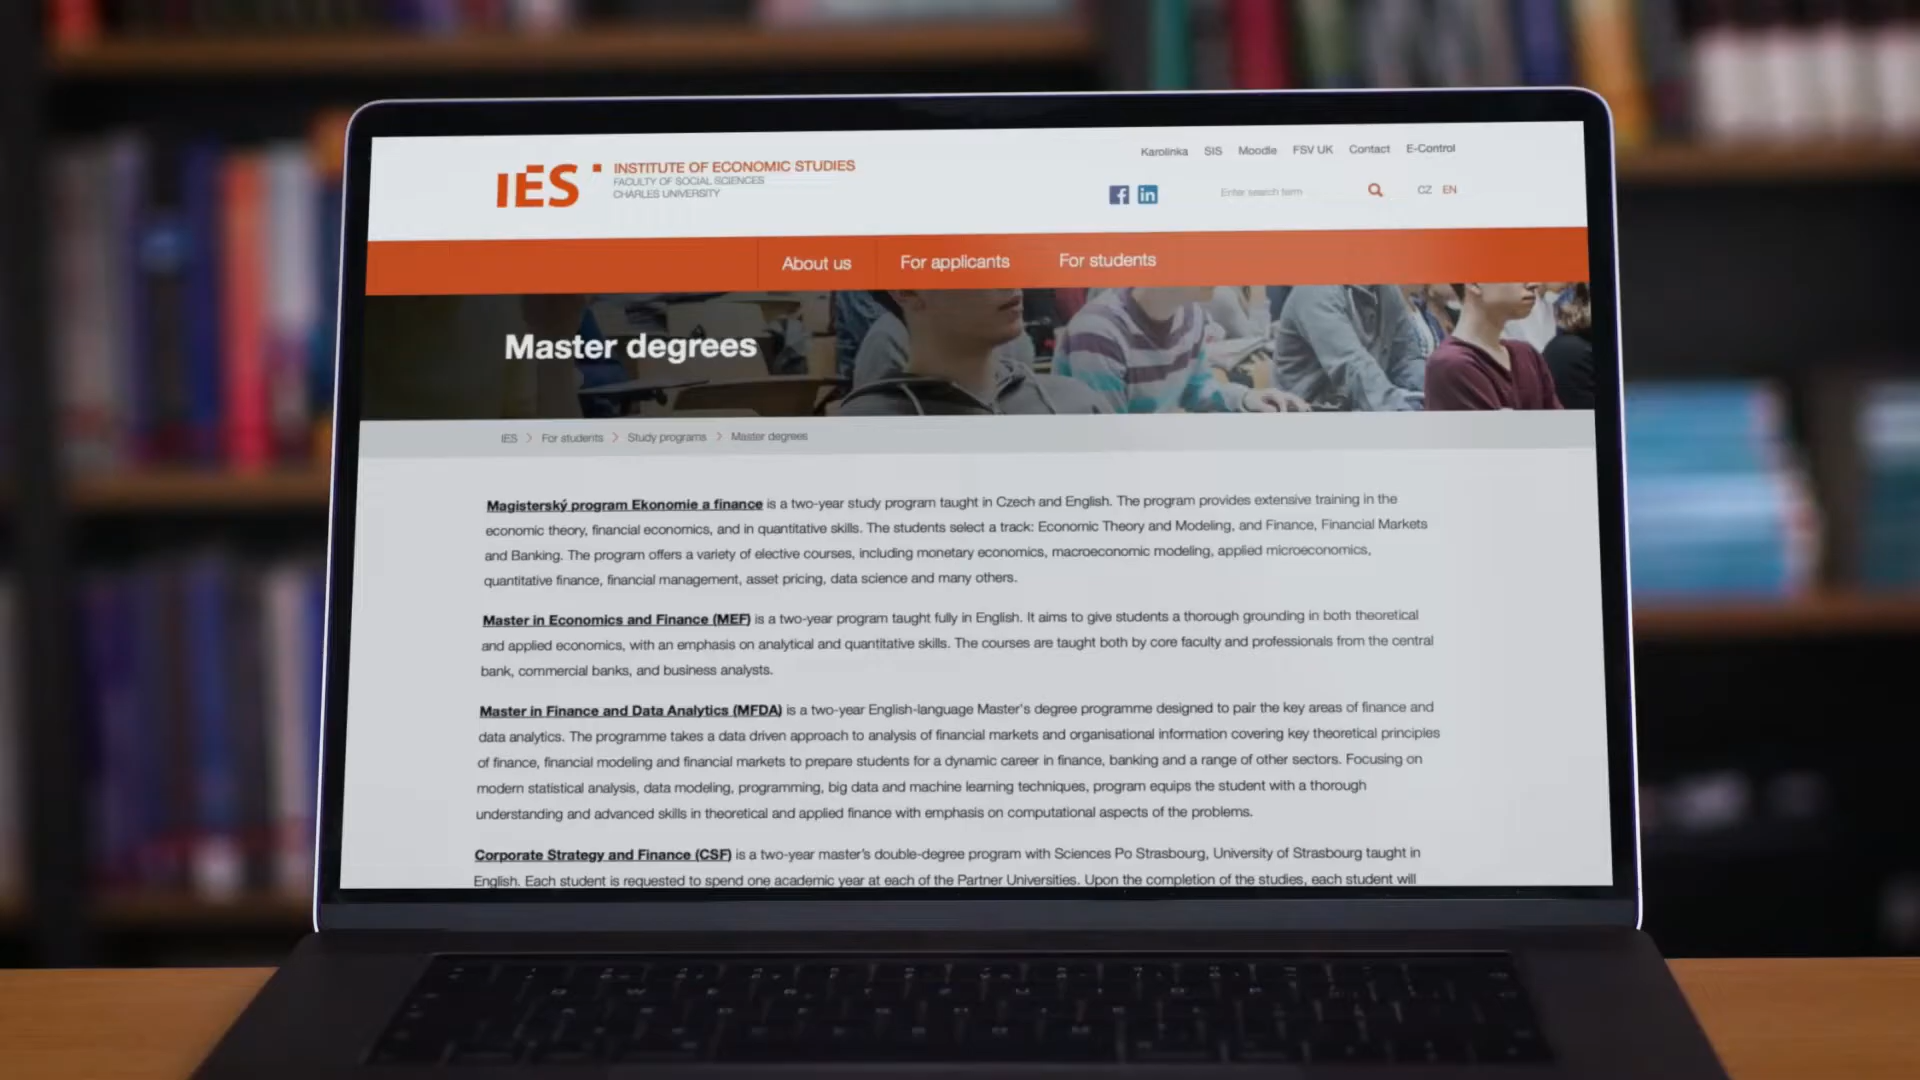 IES
INSTITUTE OF ECONOMIC STUDIES
FACULTY OF SOCIAL SCIENCES
CHARLES UNIVERSITY
Karolinka SIS Moodle FSV UK Contact E-Control
Enter search term
CZ EN
About us For applicants For students
Master degrees
IES > For students > Study programs > Master degrees
Magisterský program Ekonomie a finance is a two-year study program taught in Czech and English. The program provides extensive training in the
economic theory, financial economics, and in quantitative skills. The students select a track: Economic Theory and Modeling, and Finance, Financial Markets
and Banking. The program offers a variety of elective courses, including monetary economics, macroeconomic modeling, applied microeconomics,
quantitative finance, financial management, asset pricing, data science and many others.
Master in Economics and Finance (MEF) is a two-year program taught fully in English. It aims to give students a thorough grounding in both theoretical
and applied economics, with an emphasis on analytical and quantitative skills. The courses are taught both by core faculty and professionals from the central
bank, commercial banks, and business analysts.
Master in Finance and Data Analytics (MFDA) is a two-year English-language Master's degree programme designed to pair the key areas of finance and
data analytics. The programme takes a data driven approach to analysis of financial markets and organisational information covering key theoretical principles
of finance, financial modeling and financial markets to prepare students for a dynamic career in finance, banking and a range of other sectors. Focusing on
modern statistical analysis, data modeling, programming, big data and machine learning techniques, program equips the student with a thorough
understanding and advanced skills in theoretical and applied finance with emphasis on computational aspects of the problems.
Corporate Strategy and Finance (CSF) is a two-year master's double-degree program with Sciences Po Strasbourg, University of Strasbourg taught in
English. Each student is requested to spend one academic year at each of the Partner Universities. Upon the completion of the studies, each student will